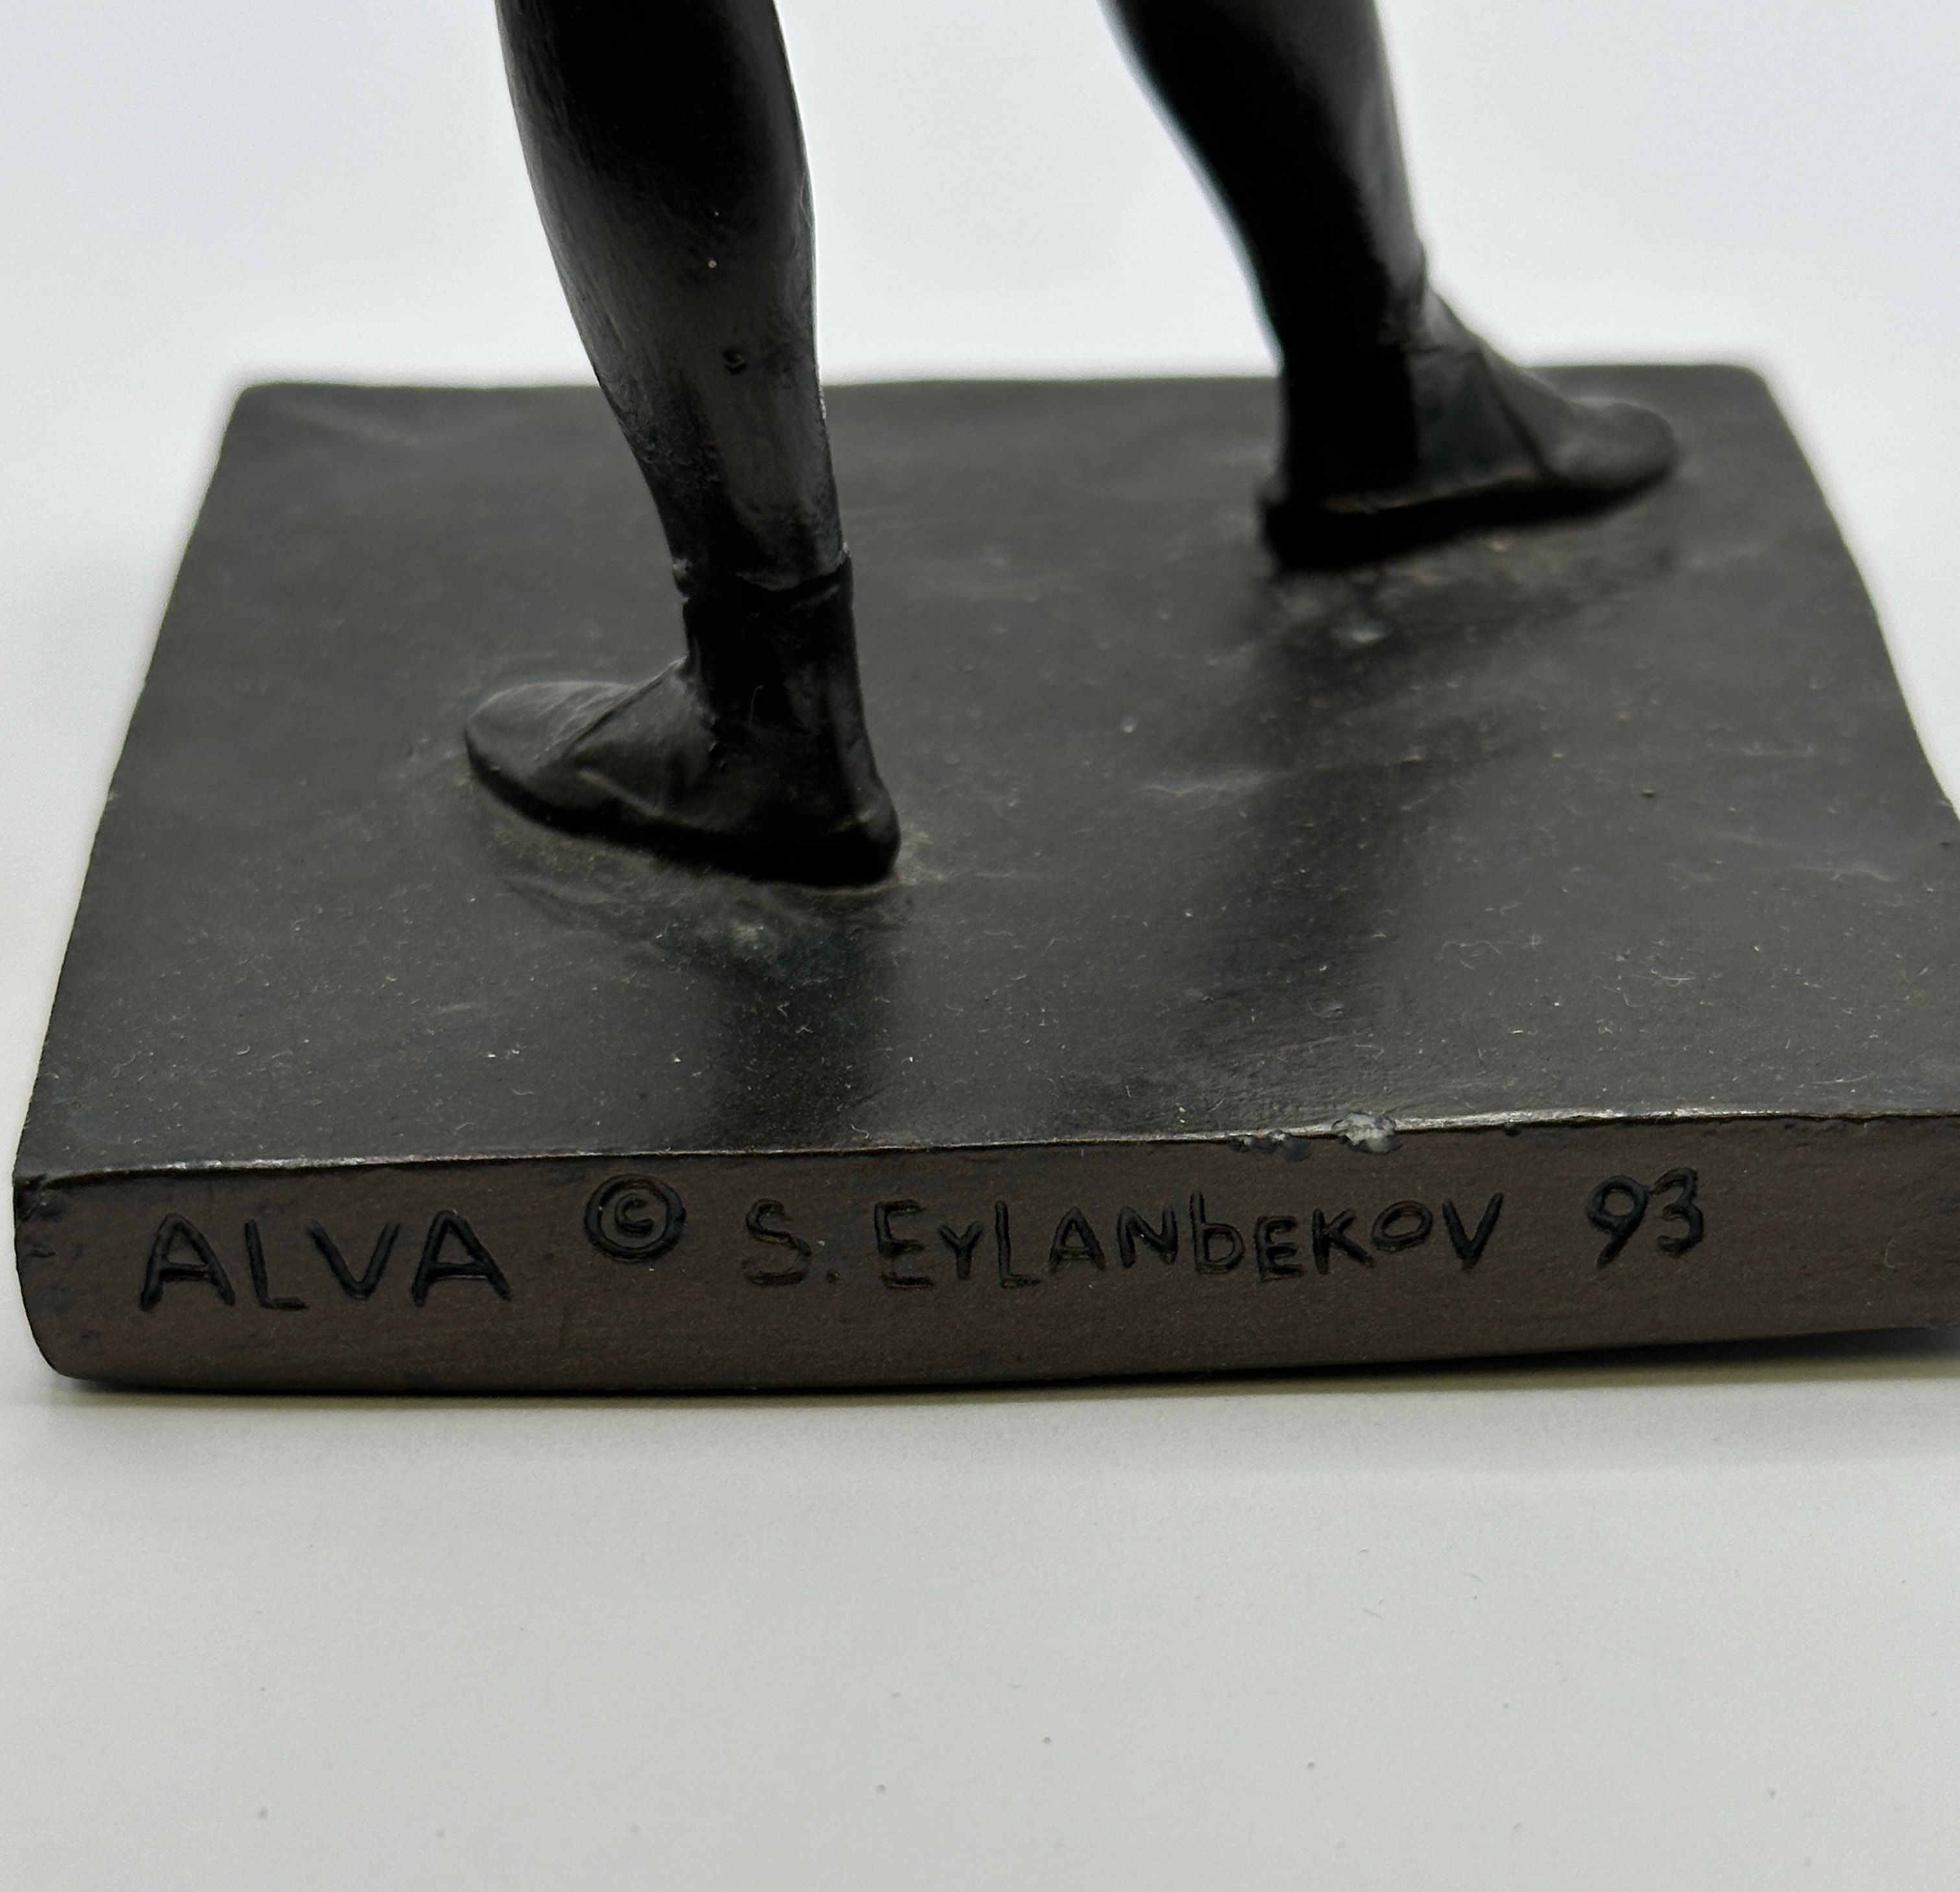 ALVA © S. EYLANbEKOV 93